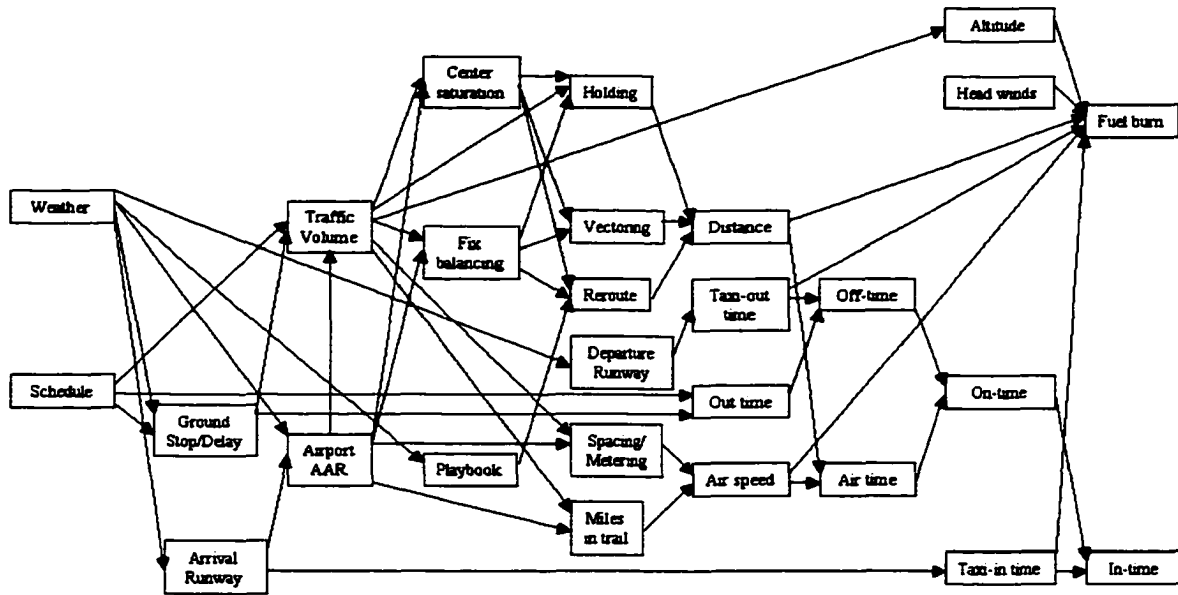 Altitude
Center
saturation
Holding
Head winds
Fuel burn
Weather
Traffic
Volume
Fix
balancing
Vectoring
Distance
Reroute
Taxi-out
time
Off-time
Departure
Runway
Schedule
Out time
On-time
Ground
Stop/Delay
Airport
AAR
Playbook
Spacing/
Metering
Air speed
Air time
Miles
in trail
Arrival
Runway
Taxi-in time
In-time